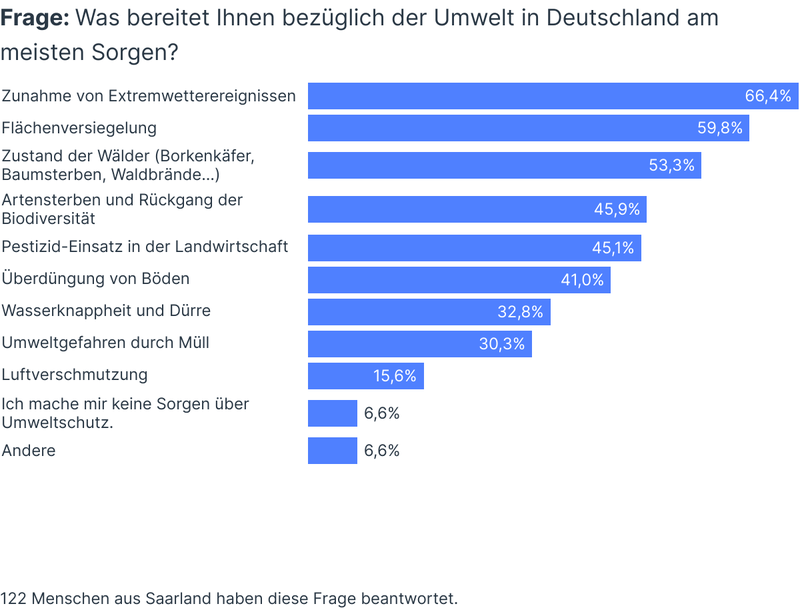 Frage: Was bereitet Ihnen bezüglich der Umwelt in Deutschland am
meisten Sorgen?
Zunahme von Extremwetterereignissen 66,4%
Flächenversiegelung 59,8%
Zustand der Wälder (Borkenkäfer,
Baumsterben, Waldbrände...) 53,3%
Artensterben und Rückgang der
Biodiversität 45,9%
Pestizid-Einsatz in der Landwirtschaft 45,1%
Überdüngung von Böden 41,0%
Wasserknappheit und Dürre 32,8%
Umweltgefahren durch Müll 30,3%
Luftverschmutzung 15,6%
Ich mache mir keine Sorgen über
Umweltschutz. 6,6%
Andere 6,6%
122 Menschen aus Saarland haben diese Frage beantwortet.